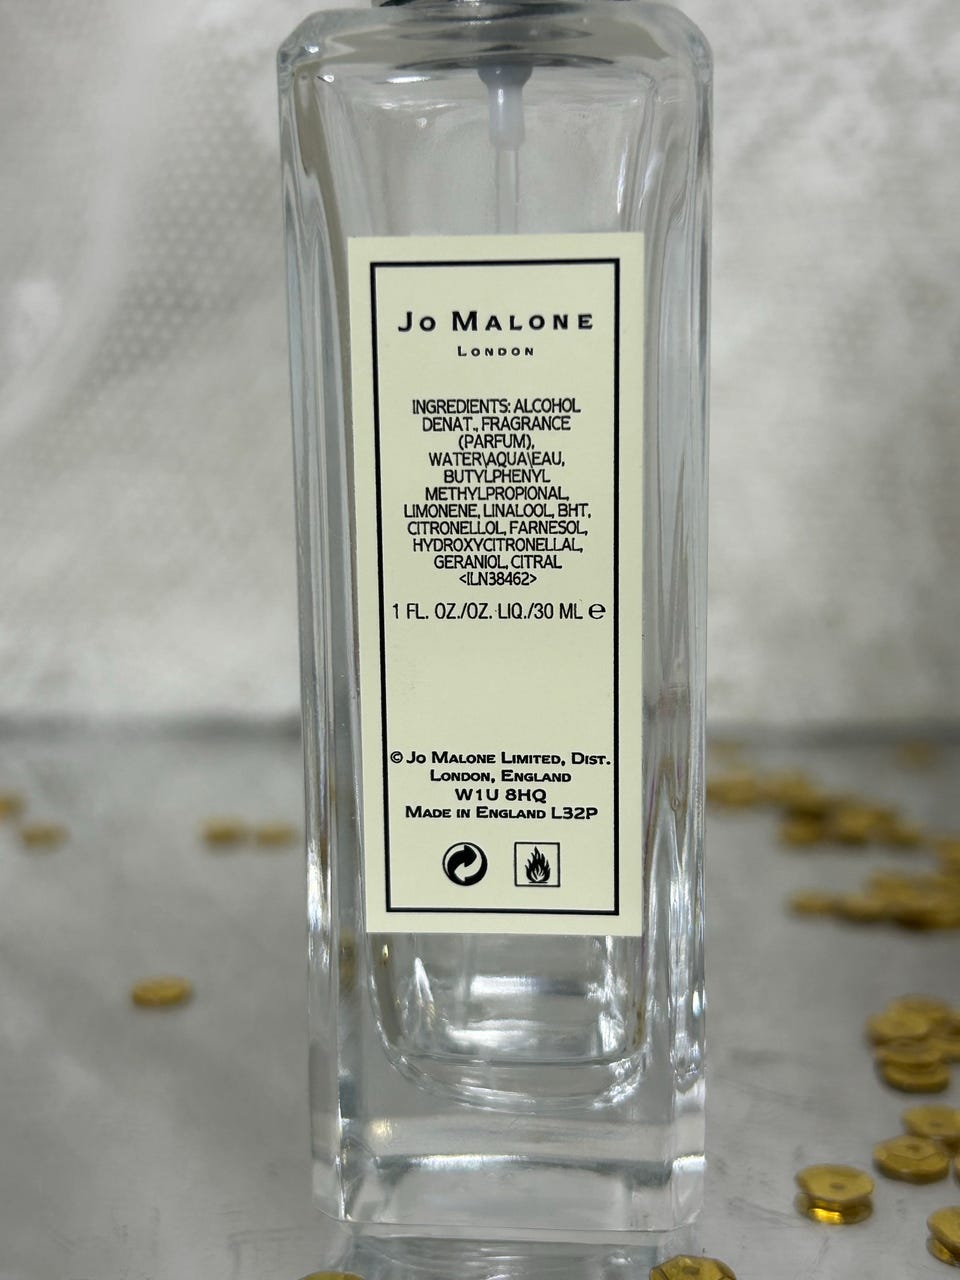 Jo Malone
London
INGREDIENTS: ALCOHOL
DENAT., FRAGRANCE
(PARFUM),
WATER\AQUA\EAU,
BUTYLPHENYL
METHYLPROPIONAL,
LIMONENE, LINALOOL, BHT,
CITRONELLOL, FARNESOL,
HYDROXYCITRONELLAL,
GERANIOL, CITRAL
<ILN38462>
1 FL. OZ./OZ. LIQ./30 ML ℮
© Jo Malone Limited, Dist.
London, England
W1U 8HQ
Made in England L32P